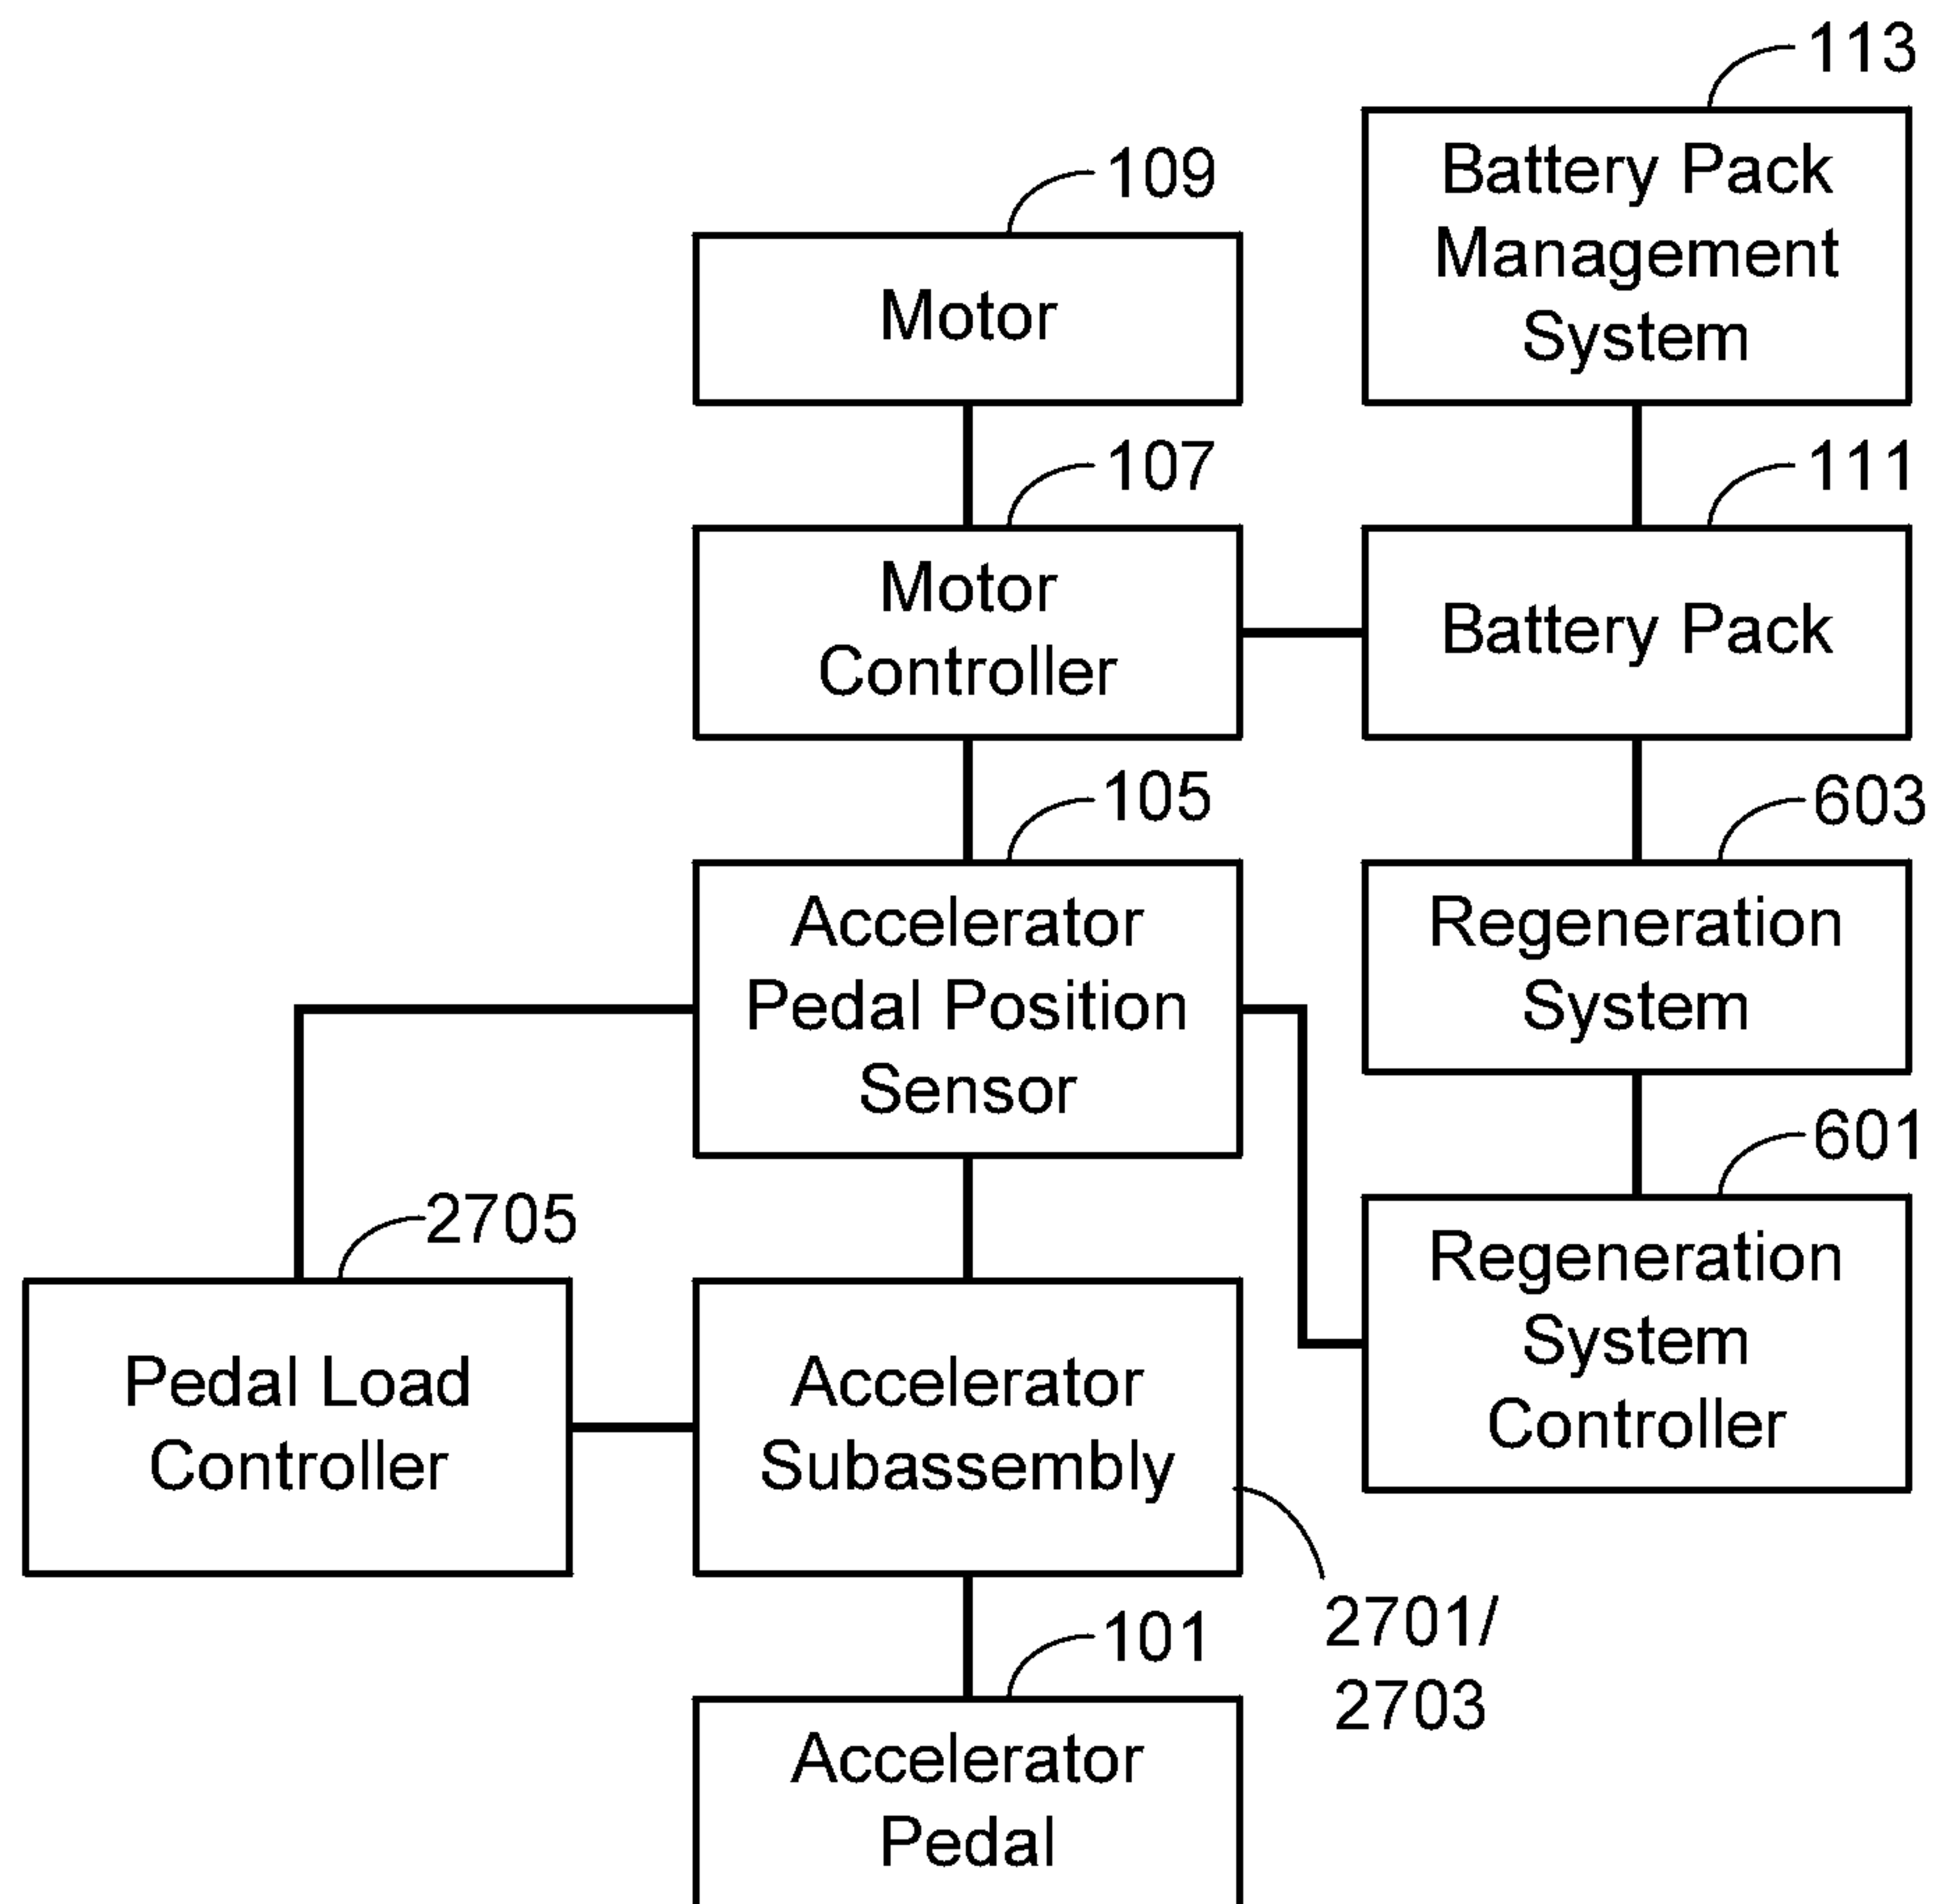 113
Battery Pack
Management
System
109
Motor
107
Motor
Controller
111
Battery Pack
105
Accelerator
Pedal Position
Sensor
603
Regeneration
System
601
Regeneration
System
Controller
2705
Pedal Load
Controller
Accelerator
Subassembly
2701/
2703
101
Accelerator
Pedal